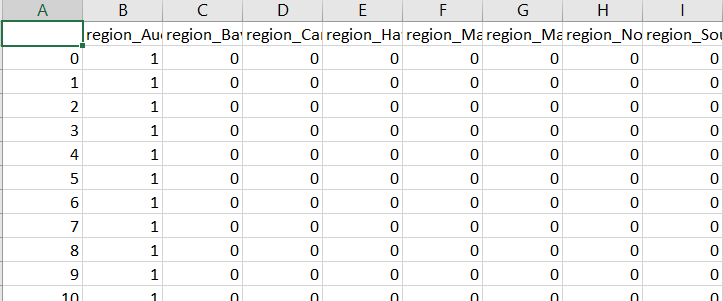 A B C D E F G H I
region_Au region_Ba region_Ca region_Ha region_Ma region_Ma region_No region_Sou
0 1 0 0 0 0 0 0 0
1 1 0 0 0 0 0 0 0
2 1 0 0 0 0 0 0 0
3 1 0 0 0 0 0 0 0
4 1 0 0 0 0 0 0 0
5 1 0 0 0 0 0 0 0
6 1 0 0 0 0 0 0 0
7 1 0 0 0 0 0 0 0
8 1 0 0 0 0 0 0 0
9 1 0 0 0 0 0 0 0
10 1 0 0 0 0 0 0 0